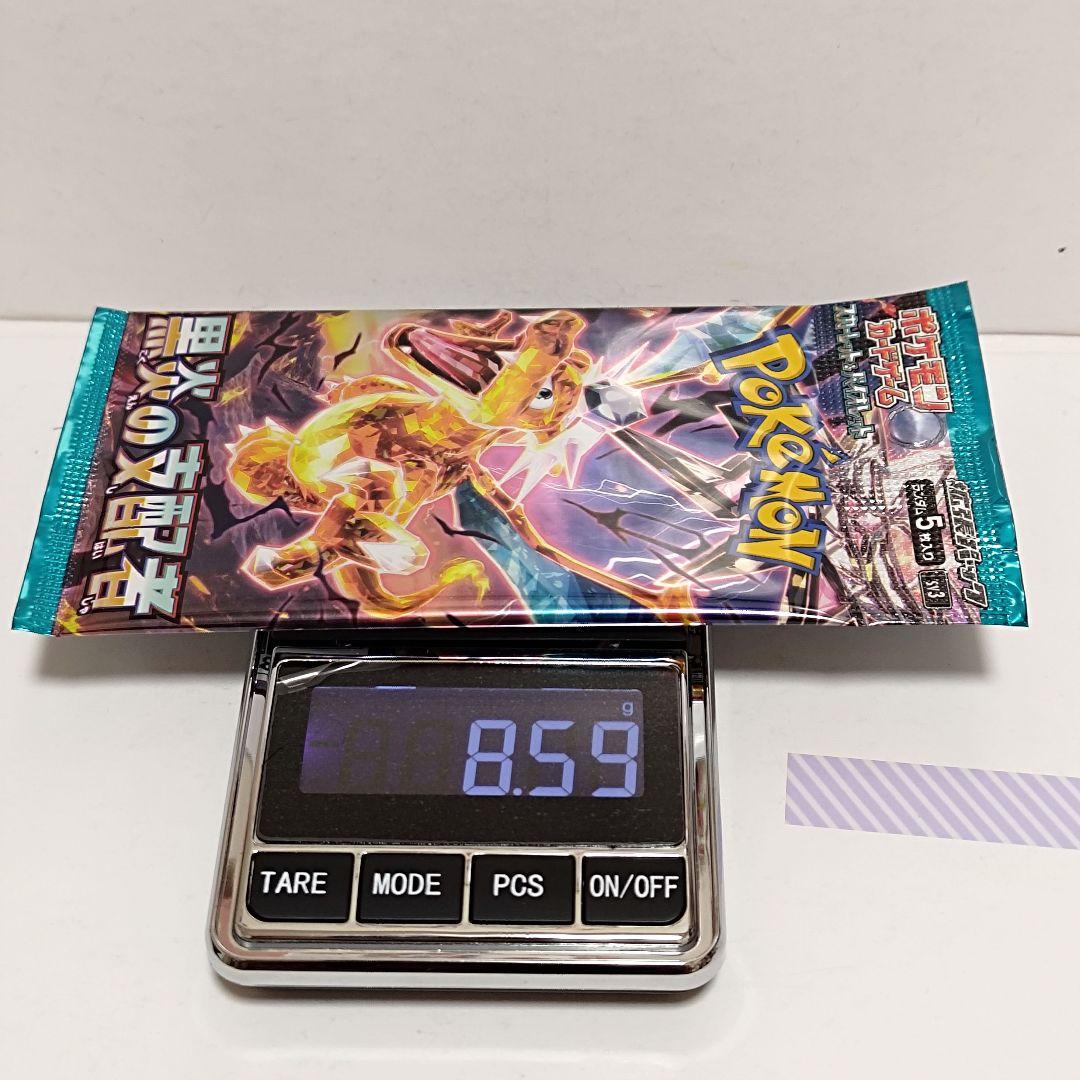 ポケモン
カードゲーム
スカーレット&バイオレット
POKéMON
拡張パック
5
SV3
黒炎の支配者
g
8.59
TARE
MODE
PCS
ON/OFF